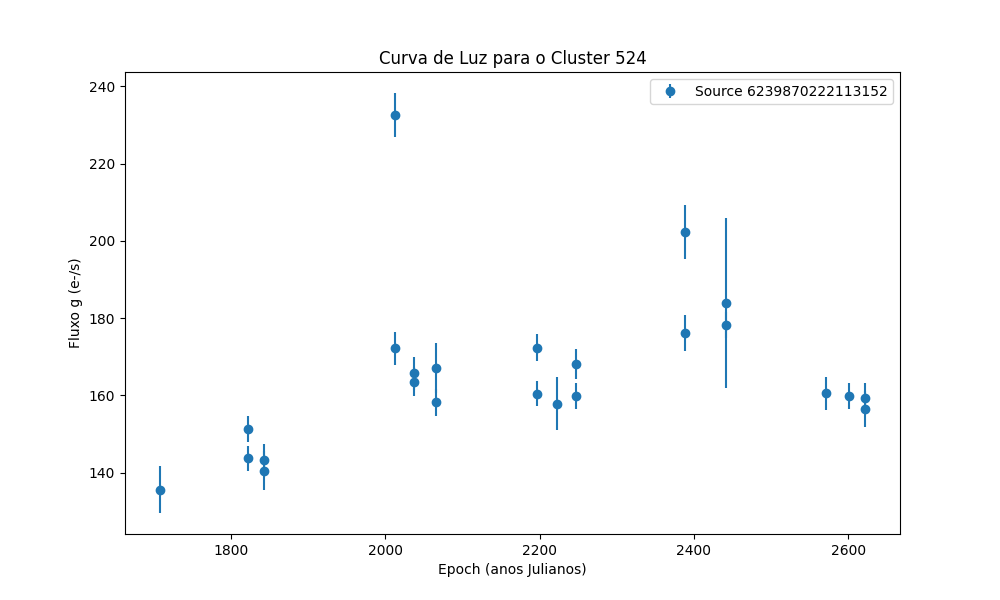 Curva de Luz para o Cluster 524
Source 6239870222113152
Fluxo g (e-/s)
240
220
200
180
160
140
1800
2000
2200
2400
2600
Epoch (anos Julianos)